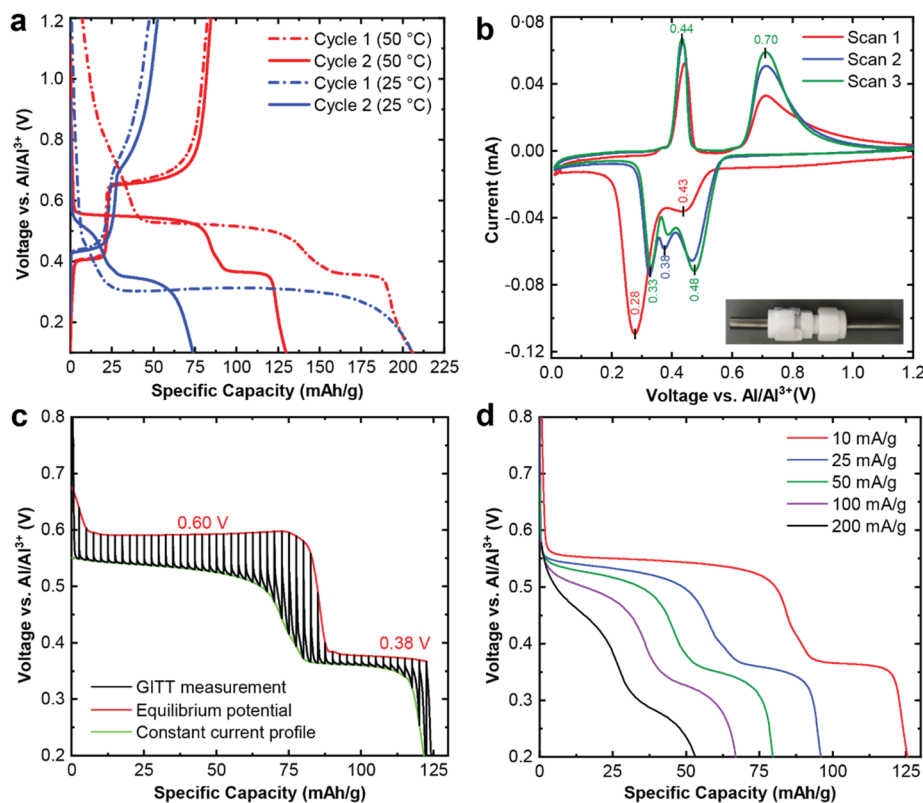 a
Cycle 1 (50 °C)
Cycle 2 (50 °C)
Cycle 1 (25 °C)
Cycle 2 (25 °C)
Voltage vs. Al/Al³⁺ (V)
1.2
1.0
0.8
0.6
0.4
0.2
0 25 50 75 100 125 150 175 200 225
Specific Capacity (mAh/g)
b
Scan 1
Scan 2
Scan 3
0.44
0.70
0.43
0.28
0.33
0.38
0.48
Current (mA)
0·08
0.04
0.00
-0.04
-0.08
-0.12
0.0 0.2 0.4 0.6 0.8 1.0 1.2
Voltage vs. Al/Al³⁺(V)
c
0.60 V
0.38 V
GITT measurement
Equilibrium potential
Constant current profile
Voltage vs. Al/Al³⁺ (V)
0.8
0.7
0.6
0.5
0.4
0.3
0.2
0 25 50 75 100 125
Specific Capacity (mAh/g)
d
10 mA/g
25 mA/g
50 mA/g
100 mA/g
200 mA/g
Voltage vs. Al/Al³⁺ (V)
0.8
0.7
0.6
0.5
0.4
0.3
0.2
0 25 50 75 100 125
Specific Capacity (mAh/g)